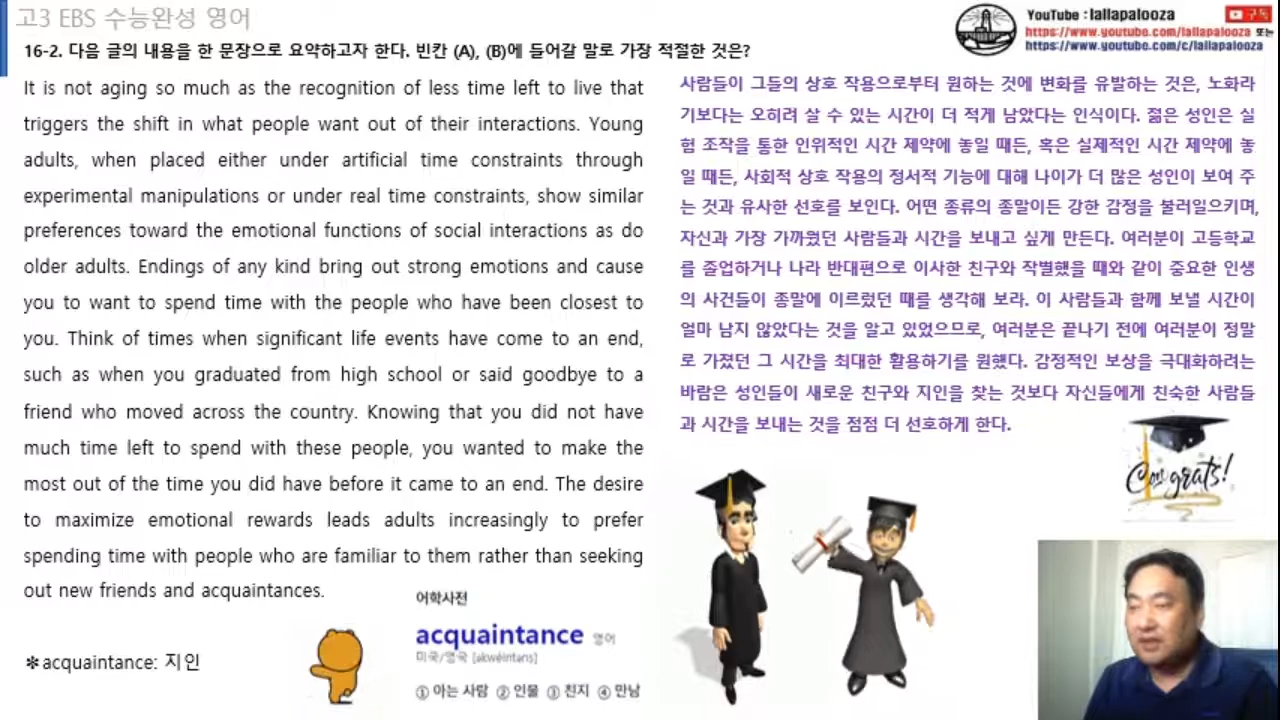 고3 EBS 수능완성 영어
YouTube : lallapalooza
구독
https://www.youtube.com/lallapalooza 또는
https://www.youtube.com/c/lallapalooza
16-2. 다음 글의 내용을 한 문장으로 요약하고자 한다. 빈칸 (A), (B)에 들어갈 말로 가장 적절한 것은?
It is not aging so much as the recognition of less time left to live that
triggers the shift in what people want out of their interactions. Young
adults, when placed either under artificial time constraints through
experimental manipulations or under real time constraints, show similar
preferences toward the emotional functions of social interactions as do
older adults. Endings of any kind bring out strong emotions and cause
you to want to spend time with the people who have been closest to
you. Think of times when significant life events have come to an end,
such as when you graduated from high school or said goodbye to a
friend who moved across the country. Knowing that you did not have
much time left to spend with these people, you wanted to make the
most out of the time you did have before it came to an end. The desire
to maximize emotional rewards leads adults increasingly to prefer
spending time with people who are familiar to them rather than seeking
out new friends and acquaintances.
사람들이 그들의 상호 작용으로부터 원하는 것에 변화를 유발하는 것은, 노화라
기보다는 오히려 살 수 있는 시간이 더 적게 남았다는 인식이다. 젊은 성인은 실
험 조작을 통한 인위적인 시간 제약에 놓일 때든, 혹은 실제적인 시간 제약에 놓
일 때든, 사회적 상호 작용의 정서적 기능에 대해 나이가 더 많은 성인이 보여 주
는 것과 유사한 선호를 보인다. 어떤 종류의 종말이든 강한 감정을 불러일으키며,
자신과 가장 가까웠던 사람들과 시간을 보내고 싶게 만든다. 여러분이 고등학교
를 졸업하거나 나라 반대편으로 이사한 친구와 작별했을 때와 같이 중요한 인생
의 사건들이 종말에 이르렀던 때를 생각해 보라. 이 사람들과 함께 보낼 시간이
얼마 남지 않았다는 것을 알고 있었으므로, 여러분은 끝나기 전에 여러분이 정말
로 가졌던 그 시간을 최대한 활용하기를 원했다. 감정적인 보상을 극대화하려는
바람은 성인들이 새로운 친구와 지인을 찾는 것보다 자신들에게 친숙한 사람들
과 시간을 보내는 것을 점점 더 선호하게 한다.
Congrats!
어학사전
acquaintance 영어
미국/영국 [əkwéintəns]
① 아는 사람 ② 인물 ③ 친지 ④ 만남
*acquaintance: 지인